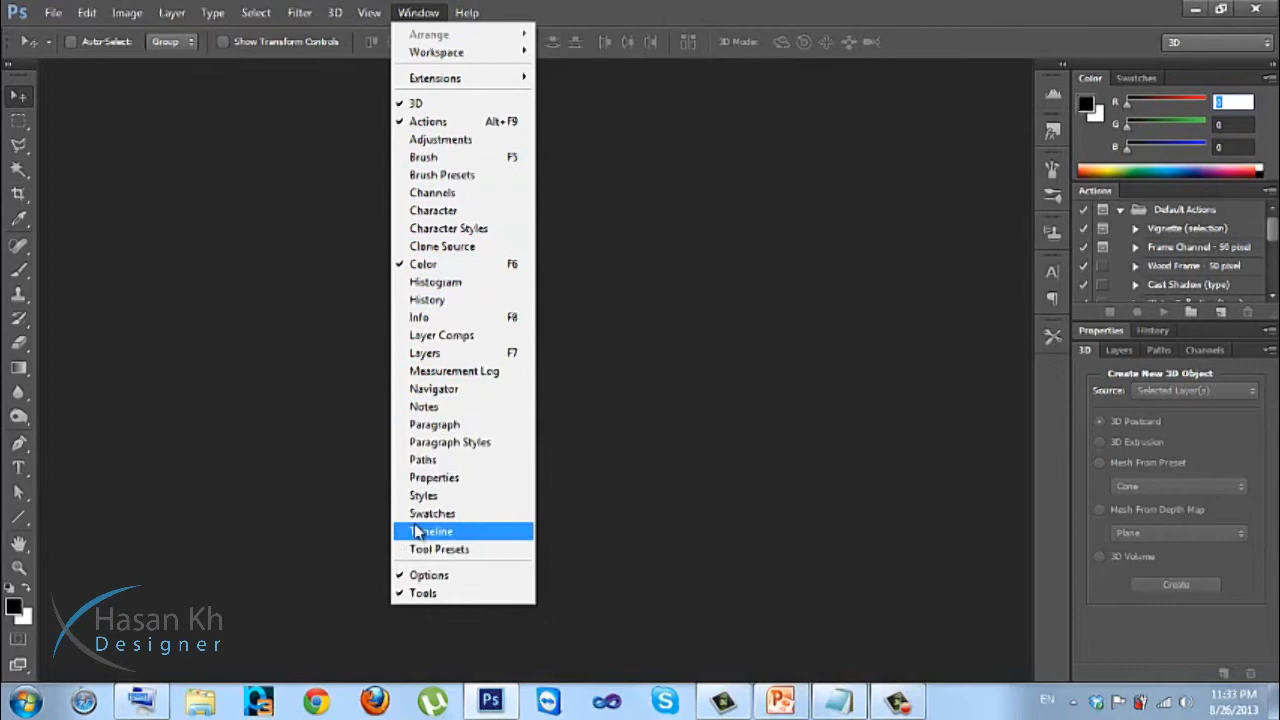 Ps File Edit Image Layer Type Select Filter 3D View Window Help
Auto-Select: Group Show Transform Controls 3D Mode: 3D
Arrange
Workspace
Extensions
3D
Actions Alt+F9
Adjustments
Brush F5
Brush Presets
Channels
Character
Character Styles
Clone Source
Color F6
Histogram
History
Info F8
Layer Comps
Layers F7
Measurement Log
Navigator
Notes
Paragraph
Paragraph Styles
Paths
Properties
Styles
Swatches
Timeline
Tool Presets
Options
Tools
Color Swatches
R 0
G 0
B 0
Actions
Default Actions
Vignette (selection)
Frame Channel - 50 pixel
Wood Frame - 50 pixel
Cast Shadow (type)
Properties History
3D Layers Paths Channels
Create New 3D Object
Source: Selected Layer(s)
3D Postcard
3D Extrusion
Mesh From Preset
Cone
Mesh From Depth Map
Plane
3D Volume
Create
Hasan Kh
Designer
Ps
EN
11:33 PM
8/26/2013